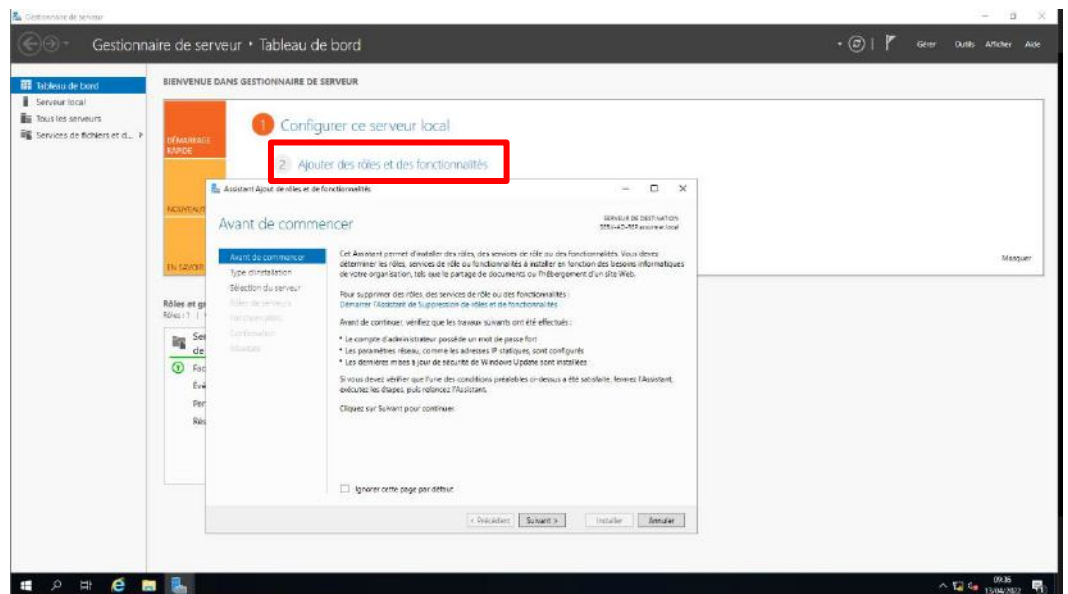 Gestionnaire de serveur
Gestionnaire de serveur • Tableau de bord
Gérer Outils Afficher Aide
Tableau de bord
Serveur local
Tous les serveurs
Services de fichiers et d...
BIENVENUE DANS GESTIONNAIRE DE SERVEUR
DÉMARRAGE
RAPIDE
1 Configurer ce serveur local
2 Ajouter des rôles et des fonctionnalités
EN SAVOIR
Masquer
Rôles et g
Rôles : 1
Ser
de
Fac
Évé
Per
Rés
Assistant Ajout de rôles et de fonctionnalités
Avant de commencer
SERVEUR DE DESTINATION
Avant de commencer
Type d'installation
Sélection du serveur
Rôles de serveurs
Fonctionnalités
Confirmation
Résultats
Cet Assistant permet d'installer des rôles, des services de rôle ou des fonctionnalités. Vous devez
déterminer les rôles, services de rôle ou fonctionnalités à installer en fonction des besoins informatiques
de votre organisation, tels que le partage de documents ou l'hébergement d'un site Web.
Pour supprimer des rôles, des services de rôle ou des fonctionnalités :
Démarrer l'Assistant de Suppression de rôles et de fonctionnalités
Avant de continuer, vérifiez que les travaux suivants ont été effectués :
• Le compte d'administrateur possède un mot de passe fort
• Les paramètres réseau, comme les adresses IP statiques, sont configurés
• Les dernières mises à jour de sécurité de Windows Update sont installées
Si vous devez vérifier que l'une des conditions préalables ci-dessus a été satisfaite, fermez l'Assistant,
exécutez les étapes, puis relancez l'Assistant.
Cliquez sur Suivant pour continuer.
Ignorer cette page par défaut
< Précédent Suivant > Installer Annuler
09:36
13/04/2022